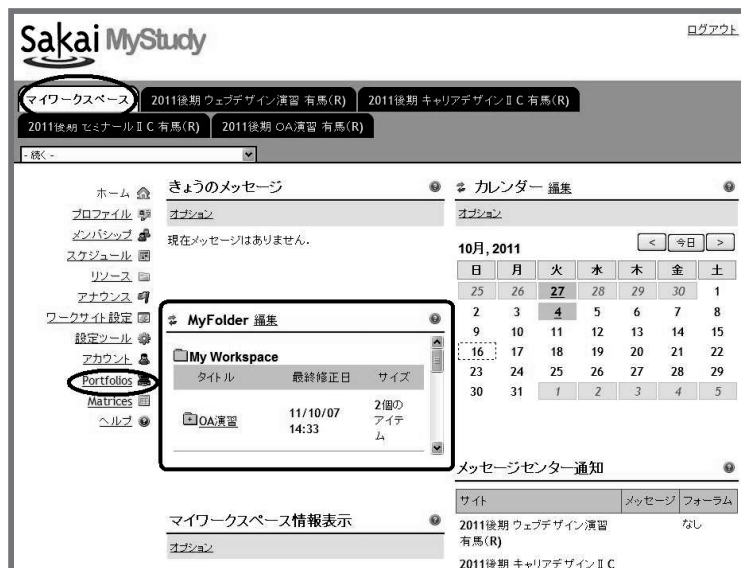 Sakai MyStudy
ログアウト
マイワークスペース
2011後期 ウェブデザイン演習 有馬(R)
2011後期 キャリアデザインⅡC 有馬(R)
2011後期 セミナールⅡC 有馬(R)
2011後期 OA演習 有馬(R)
- 続く -
ホーム
プロファイル
メンバシップ
スケジュール
リソース
アナウンス
ワークサイト設定
設定ツール
アカウント
Portfolios
Matrices
ヘルプ
きょうのメッセージ
オプション
現在メッセージはありません.
MyFolder 編集
My Workspace
タイトル 最終修正日 サイズ
OA演習
11/10/07
14:33
2個の
アイテ
ム
マイワークスペース情報表示
オプション
カレンダー 編集
オプション
10月, 2011
< 今日 >
日 月 火 水 木 金 土
25 26 27 28 29 30 1
2 3 4 5 6 7 8
9 10 11 12 13 14 15
16 17 18 19 20 21 22
23 24 25 26 27 28 29
30 31 1 2 3 4 5
メッセージセンター通知
サイト メッセージ フォーラム
2011後期 ウェブデザイン演習 なし
有馬(R)
2011後期 キャリアデザインⅡC